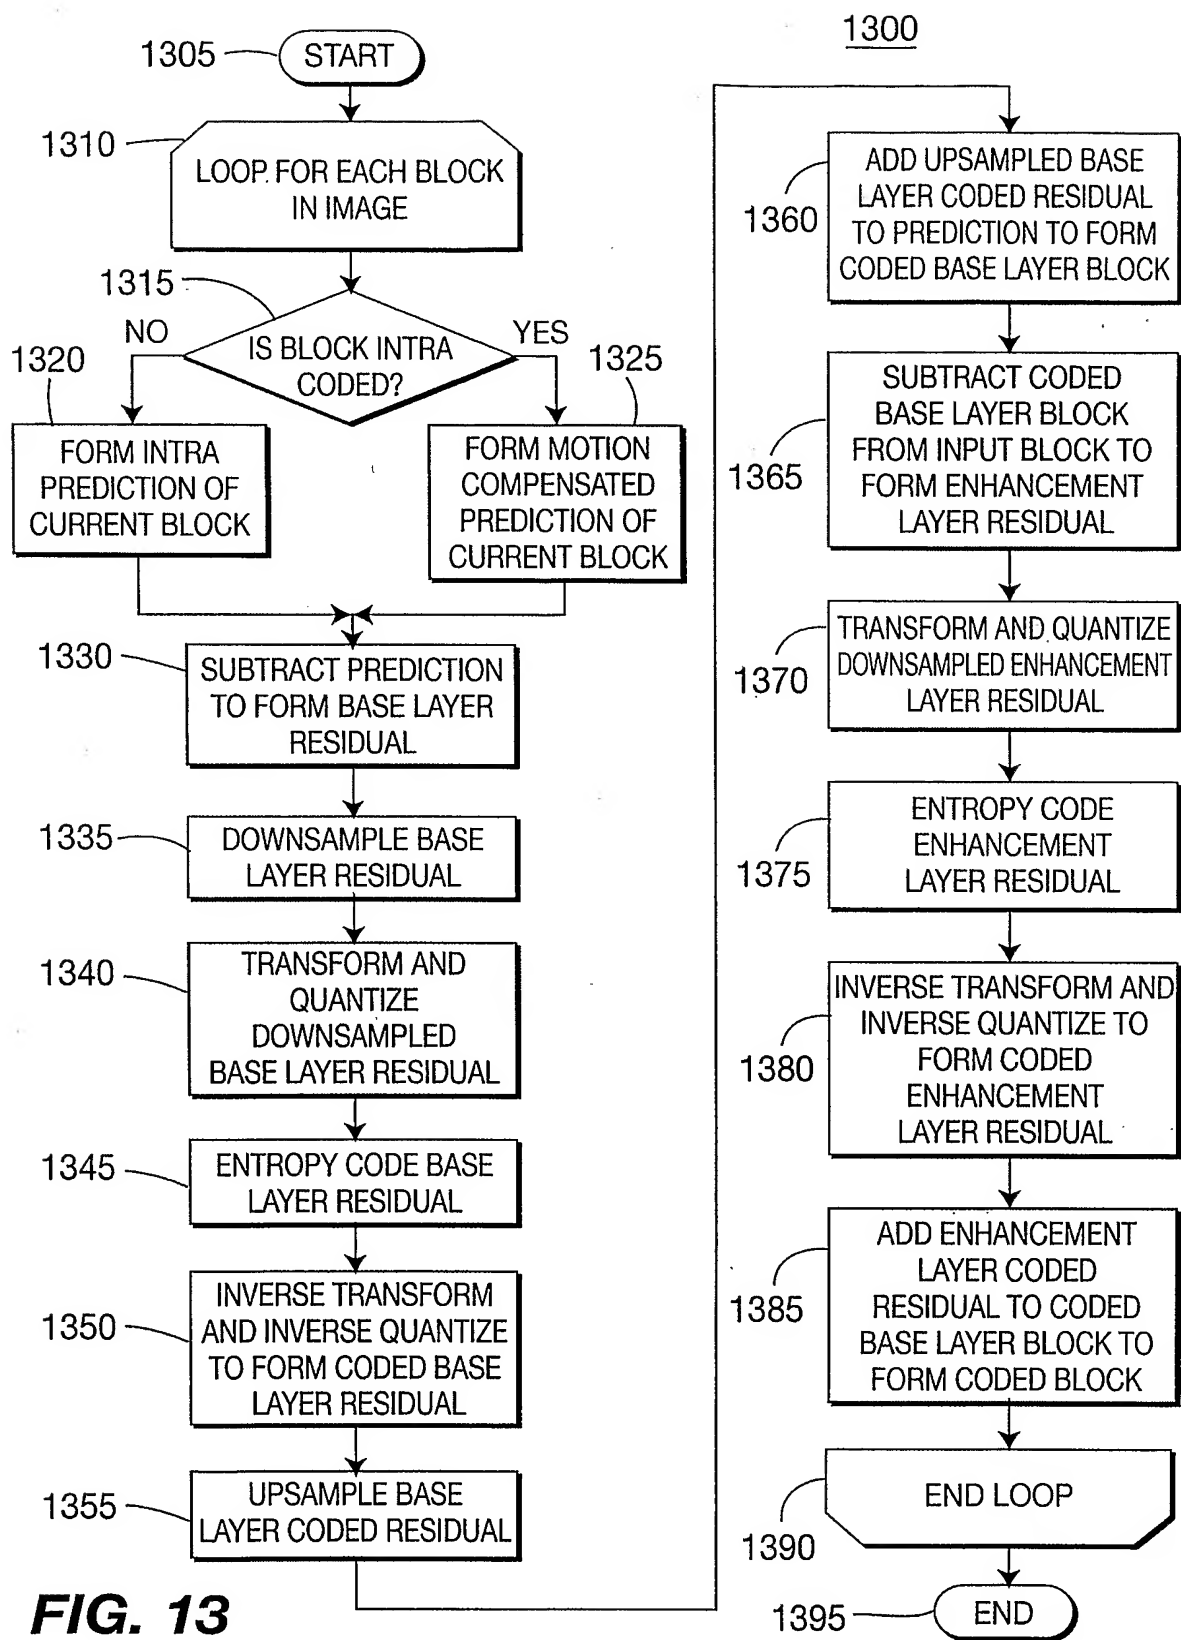 1300
1305
START
1310
LOOP. FOR EACH BLOCK
IN IMAGE
1315
NO
YES
IS BLOCK INTRA
CODED?
1320
1325
FORM INTRA
PREDICTION OF
CURRENT BLOCK
FORM MOTION
COMPENSATED
PREDICTION OF
CURRENT BLOCK
1330
SUBTRACT PREDICTION
TO FORM BASE LAYER
RESIDUAL
1335
DOWNSAMPLE BASE
LAYER RESIDUAL
1340
TRANSFORM AND
QUANTIZE
DOWNSAMPLED
BASE LAYER RESIDUAL
1345
ENTROPY CODE BASE
LAYER RESIDUAL
1350
INVERSE TRANSFORM
AND INVERSE QUANTIZE
TO FORM CODED BASE
LAYER RESIDUAL
1355
UPSAMPLE BASE
LAYER CODED RESIDUAL
1360
ADD UPSAMPLED BASE
LAYER CODED RESIDUAL
TO PREDICTION TO FORM
CODED BASE LAYER BLOCK
1365
SUBTRACT CODED
BASE LAYER BLOCK
FROM INPUT BLOCK TO
FORM ENHANCEMENT
LAYER RESIDUAL
1370
TRANSFORM AND QUANTIZE
DOWNSAMPLED ENHANCEMENT
LAYER RESIDUAL
1375
ENTROPY CODE
ENHANCEMENT
LAYER RESIDUAL
1380
INVERSE TRANSFORM AND
INVERSE QUANTIZE TO
FORM CODED
ENHANCEMENT
LAYER RESIDUAL
1385
ADD ENHANCEMENT
LAYER CODED
RESIDUAL TO CODED
BASE LAYER BLOCK TO
FORM CODED BLOCK
1390
END LOOP
1395
END
FIG. 13